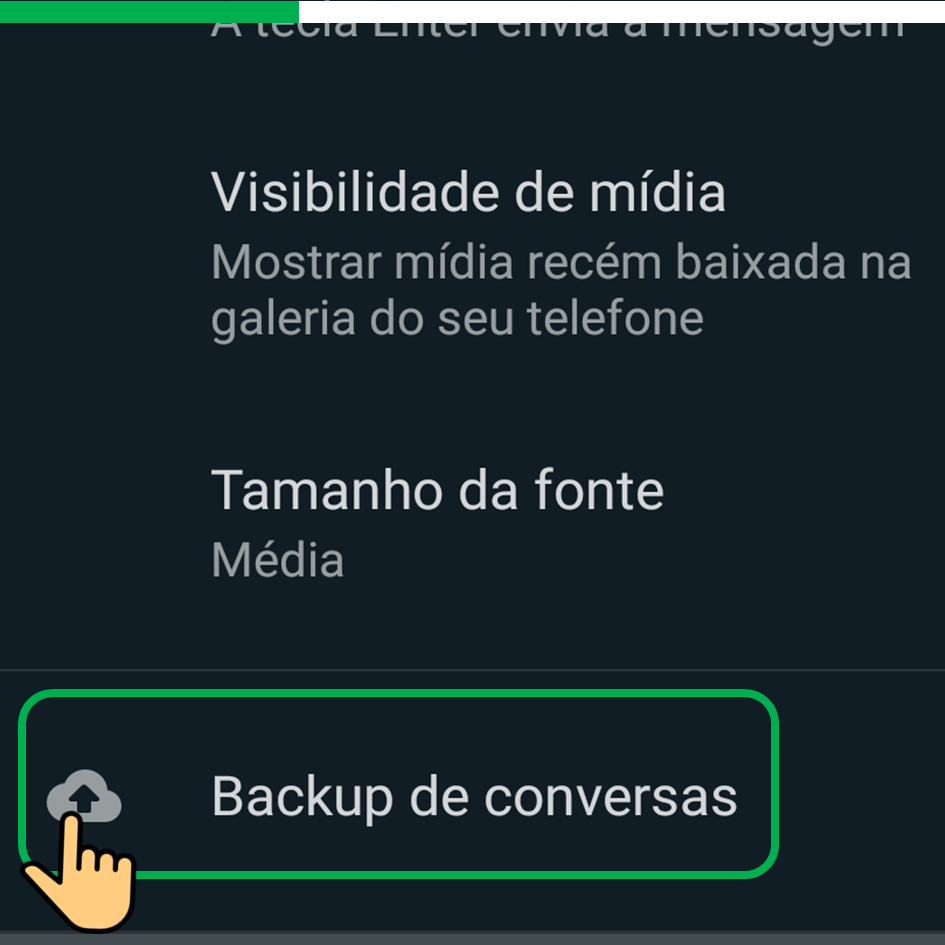 A tecla Enter envia a mensagem
Visibilidade de mídia
Mostrar mídia recém baixada na
galeria do seu telefone
Tamanho da fonte
Média
Backup de conversas